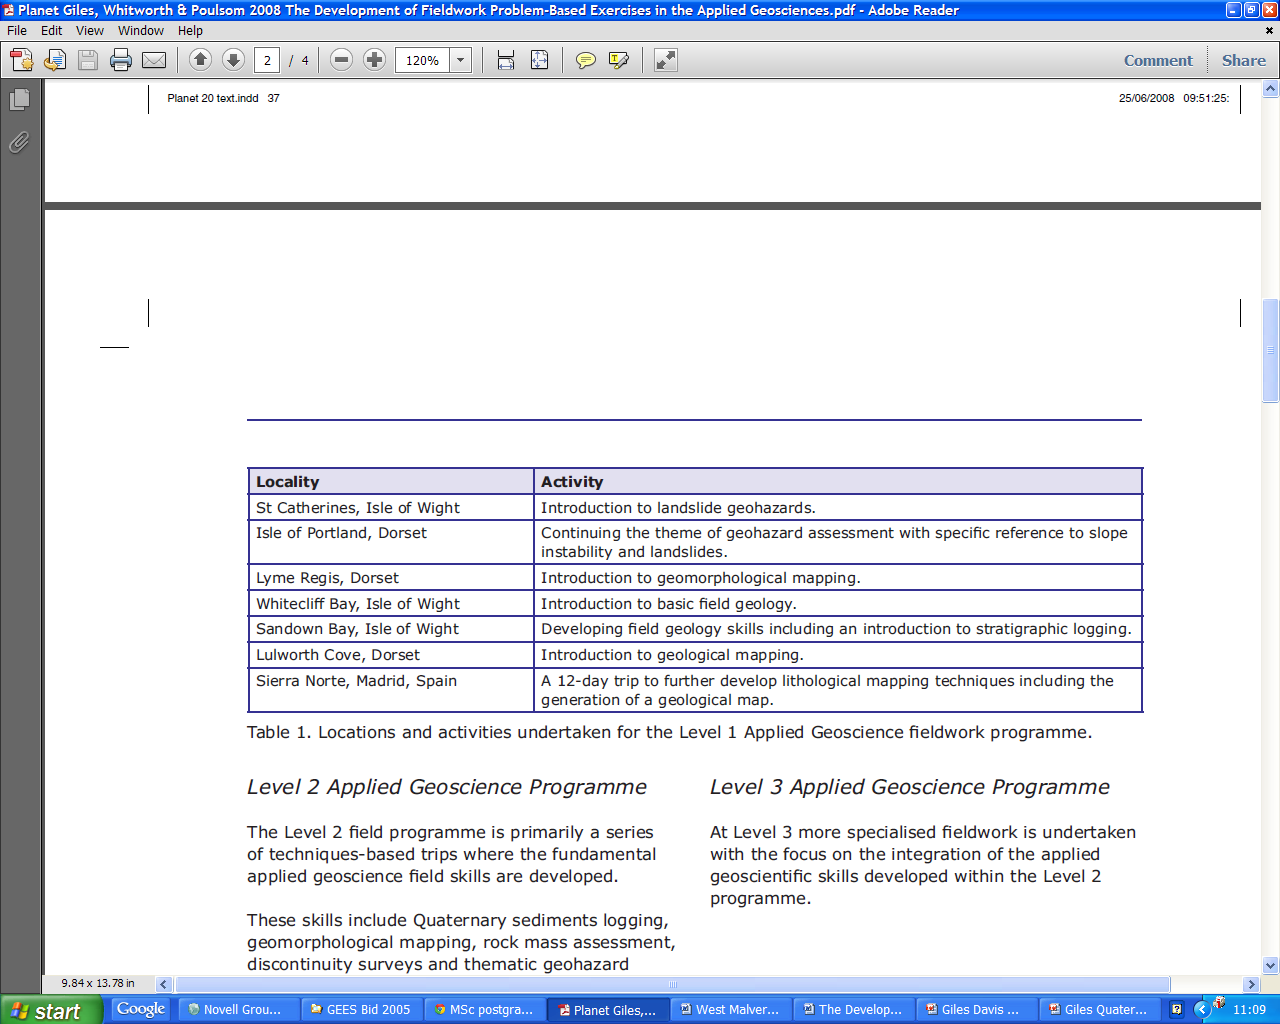 Planet Giles, Whitworth & Poulsom 2008 The Development of Fieldwork Problem-Based Exercises in the Applied Geosciences.pdf - Adobe Reader
File Edit View Window Help
2 / 4 120% Comment Share
Planet 20 text.indd 37 25/06/2008 09:51:25:
Locality Activity
St Catherines, Isle of Wight Introduction to landslide geohazards.
Isle of Portland, Dorset Continuing the theme of geohazard assessment with specific reference to slope
instability and landslides.
Lyme Regis, Dorset Introduction to geomorphological mapping.
Whitecliff Bay, Isle of Wight Introduction to basic field geology.
Sandown Bay, Isle of Wight Developing field geology skills including an introduction to stratigraphic logging.
Lulworth Cove, Dorset Introduction to geological mapping.
Sierra Norte, Madrid, Spain A 12-day trip to further develop lithological mapping techniques including the
generation of a geological map.
Table 1. Locations and activities undertaken for the Level 1 Applied Geoscience fieldwork programme.
Level 2 Applied Geoscience Programme
The Level 2 field programme is primarily a series
of techniques-based trips where the fundamental
applied geoscience field skills are developed.
These skills include Quaternary sediments logging,
geomorphological mapping, rock mass assessment,
discontinuity surveys and thematic geohazard
Level 3 Applied Geoscience Programme
At Level 3 more specialised fieldwork is undertaken
with the focus on the integration of the applied
geoscientific skills developed within the Level 2
programme.
9.84 x 13.78 in
start Google Novell Grou... GEES Bid 2005 MSc postgra... Planet Giles,... West Malver... The Develop... Giles Davis ... Giles Quater... ? 11:09